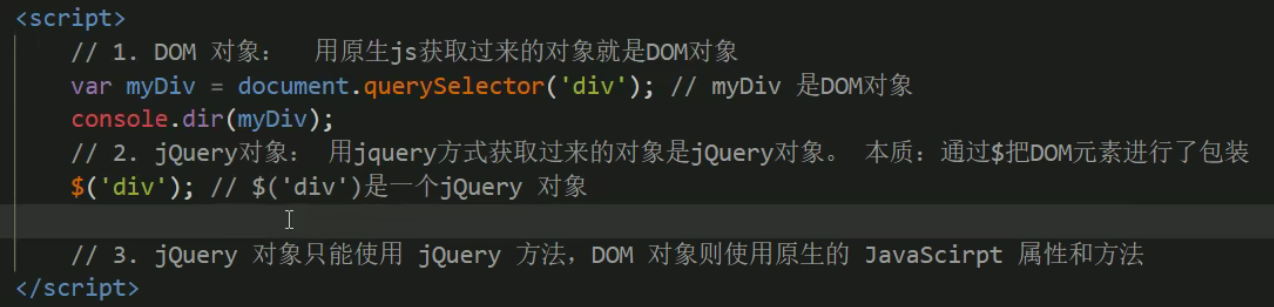 <script>
// 1. DOM 对象： 用原生js获取过来的对象就是DOM对象
var myDiv = document.querySelector('div'); // myDiv 是DOM对象
console.dir(myDiv);
// 2. jQuery对象： 用jquery方式获取过来的对象是jQuery对象。 本质：通过$把DOM元素进行了包装
$('div'); // $('div')是一个jQuery 对象
// 3. jQuery 对象只能使用 jQuery 方法，DOM 对象则使用原生的 JavaScirpt 属性和方法
</script>